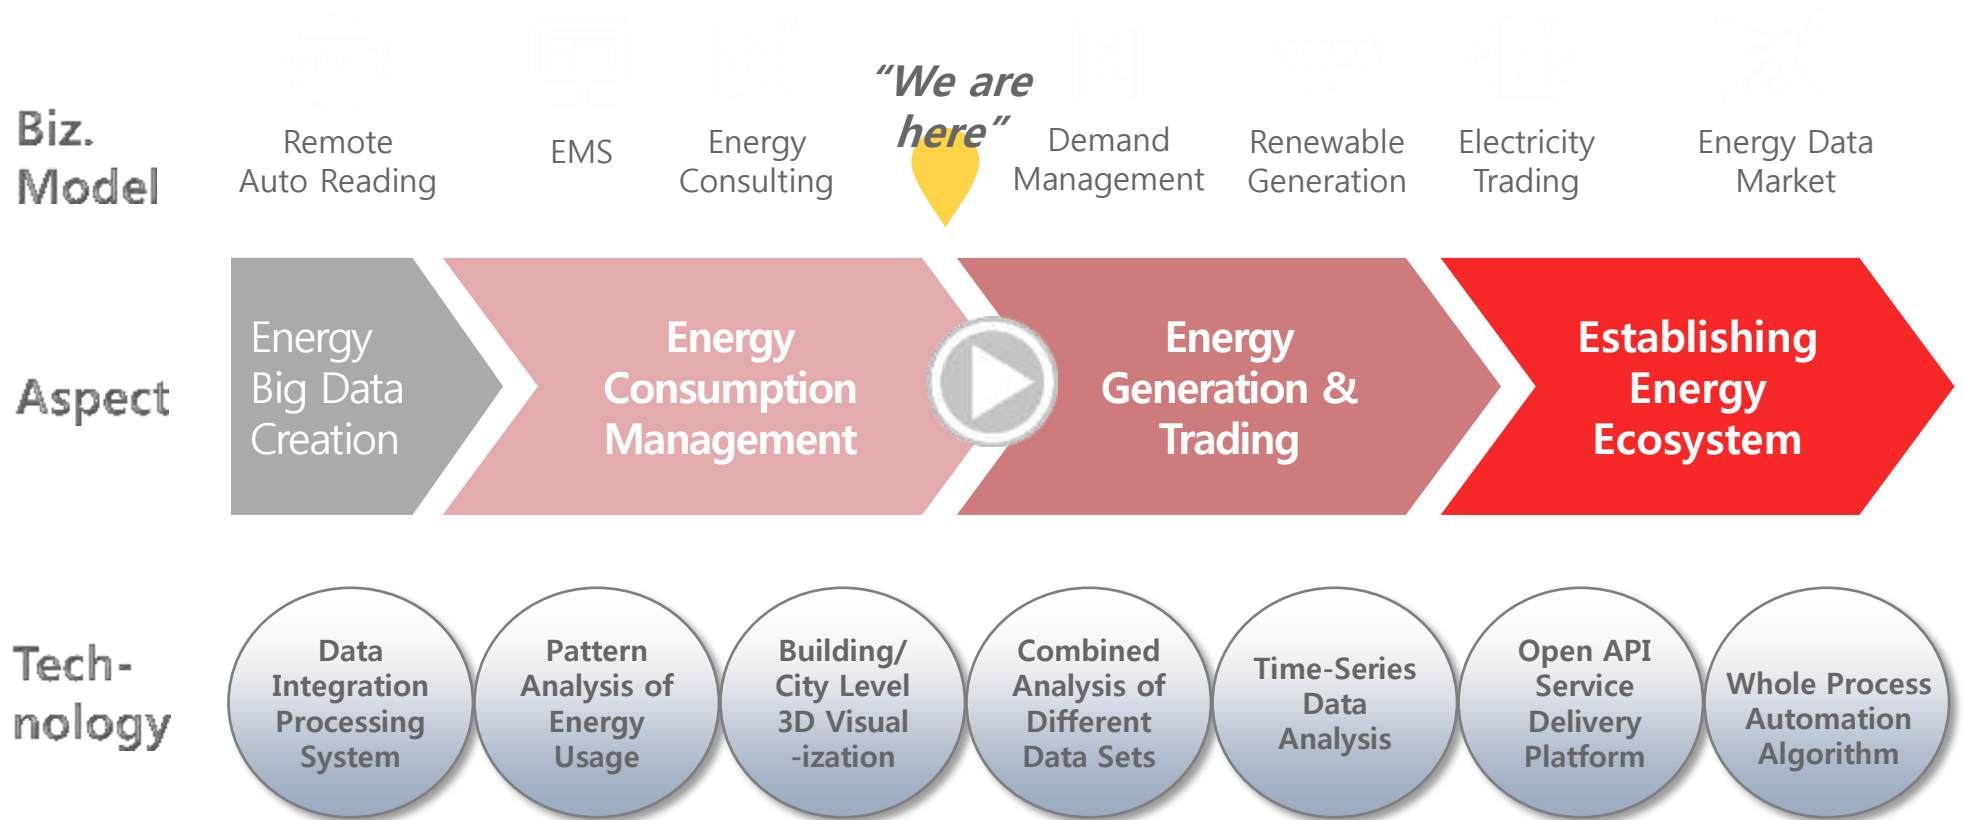 “We are
here”
Biz.
Model
Remote
Auto Reading
EMS
Energy
Consulting
Demand
Management
Renewable
Generation
Electricity
Trading
Energy Data
Market
Aspect
Energy
Big Data
Creation
Energy
Consumption
Management
Energy
Generation &
Trading
Establishing
Energy
Ecosystem
Tech-
nology
Data
Integration
Processing
System
Pattern
Analysis of
Energy
Usage
Building/
City Level
3D Visual
-ization
Combined
Analysis of
Different
Data Sets
Time-Series
Data
Analysis
Open API
Service
Delivery
Platform
Whole Process
Automation
Algorithm